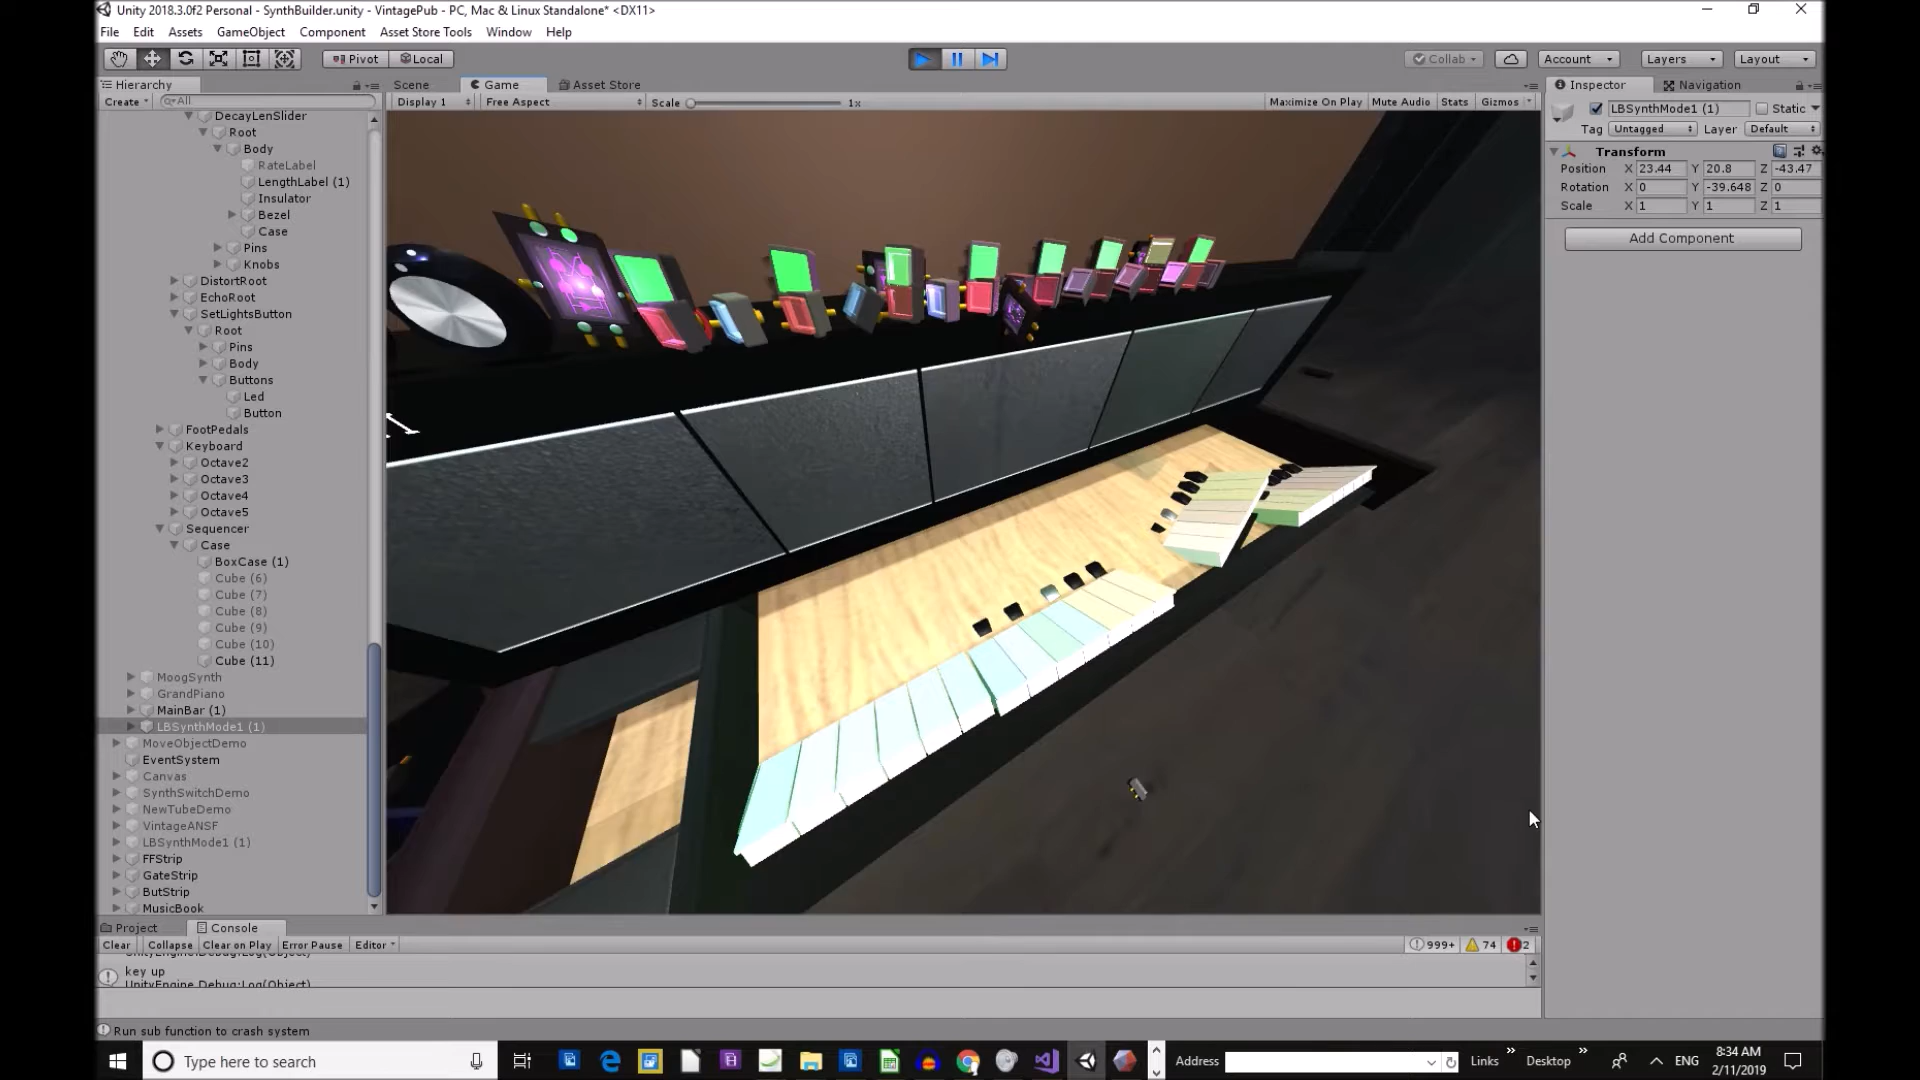 Unity 2018.3.0f2 Personal - SynthBuilder.unity - VintagePub - PC, Mac & Linux Standalone* <DX11>
File Edit Assets GameObject Component Asset Store Tools Window Help
Pivot Local Collab Account Layers Layout
Hierarchy Scene Game Asset Store Inspector Navigation
Create All Display 1 Free Aspect Scale 1x Maximize On Play Mute Audio Stats Gizmos
LBSynthMode1 (1) Static
Tag Untagged Layer Default
Transform
Position X 23.44 Y 20.8 Z -43.47
Rotation X 0 Y -39.648 Z 0
Scale X 1 Y 1 Z 1
Add Component
DecayLenSlider
Root
Body
RateLabel
LengthLabel (1)
Insulator
Bezel
Case
Pins
Knobs
DistortRoot
EchoRoot
SetLightsButton
Root
Pins
Body
Buttons
Led
Button
FootPedals
Keyboard
Octave2
Octave3
Octave4
Octave5
Sequencer
Case
BoxCase (1)
Cube (6)
Cube (7)
Cube (8)
Cube (9)
Cube (10)
Cube (11)
MoogSynth
GrandPiano
MainBar (1)
LBSynthMode1 (1)
MoveObjectDemo
EventSystem
Canvas
SynthSwitchDemo
NewTubeDemo
VintageANSF
LBSynthMode1 (1)
FFStrip
GateStrip
ButStrip
MusicBook
Project Console
Clear Collapse Clear on Play Error Pause Editor 999+ 74 2
UnityEngine.Debug:Log(Object)
key up
UnityEngine.Debug:Log(Object)
Run sub function to crash system
Type here to search Address Links Desktop ENG 8:34 AM
2/11/2019